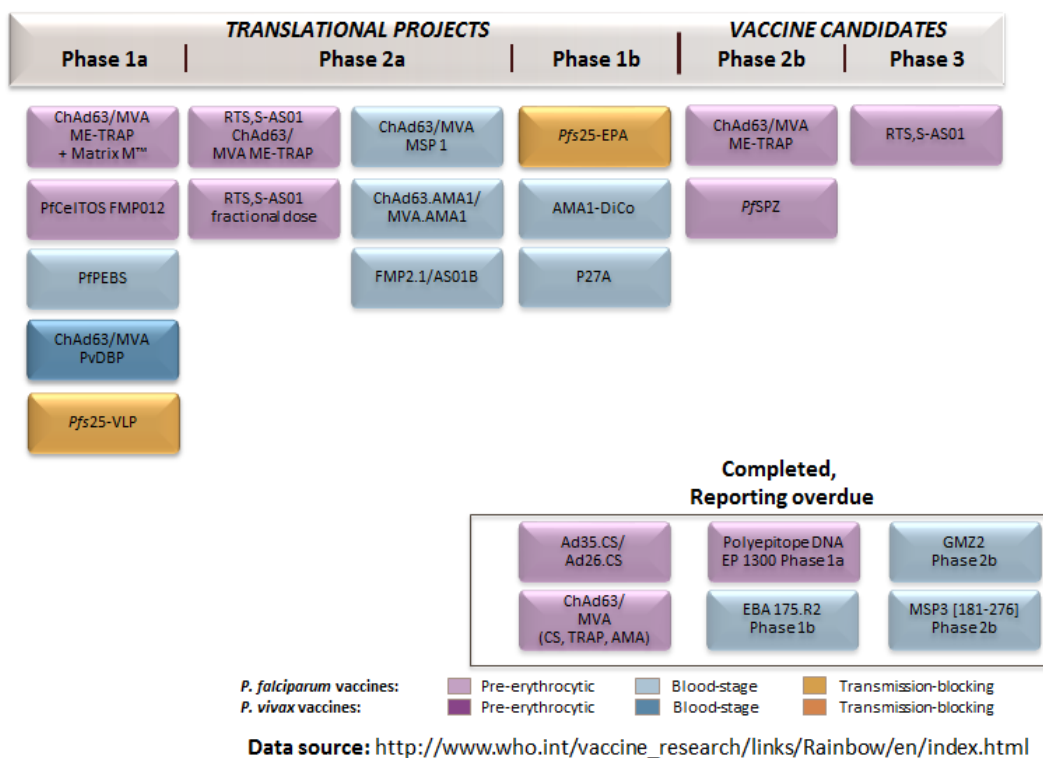 TRANSLATIONAL PROJECTS
VACCINE CANDIDATES
Phase 1a
Phase 2a
Phase 1b
Phase 2b
Phase 3
ChAd63/MVA
ME-TRAP
+ Matrix M™
RTS,S-AS01
ChAd63/
MVA ME-TRAP
ChAd63/MVA
MSP 1
Pfs25-EPA
ChAd63/MVA
ME-TRAP
RTS,S-AS01
PfCelTOS FMP012
RTS,S-AS01
fractional dose
ChAd63.AMA1/
MVA.AMA1
AMA1-DiCo
PfSPZ
PfPEBS
FMP2.1/AS01B
P27A
ChAd63/MVA
PvDBP
Pfs25-VLP
Completed,
Reporting overdue
Ad35.CS/
Ad26.CS
Polyepitope DNA
EP 1300 Phase1a
GMZ2
Phase 2b
ChAd63/
MVA
(CS, TRAP, AMA)
EBA 175.R2
Phase1b
MSP3 [181-276]
Phase 2b
P. falciparum vaccines: Pre-erythrocytic Blood-stage Transmission-blocking
P. vivax vaccines: Pre-erythrocytic Blood-stage Transmission-blocking
Data source: http://www.who.int/vaccine_research/links/Rainbow/en/index.html